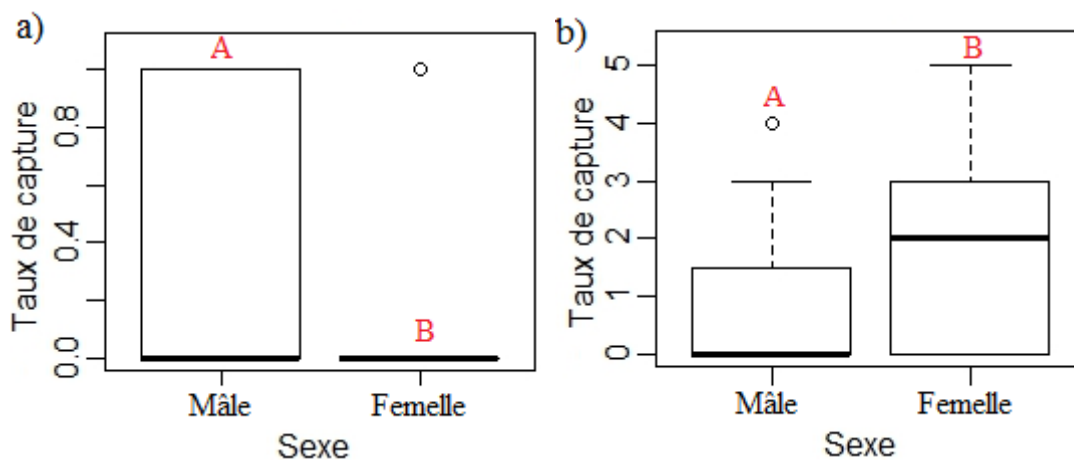 a)
A
B
0.0
0.4
0.8
Taux de capture
Mâle
Femelle
Sexe
b)
A
B
0
1
2
3
4
5
Taux de capture
Mâle
Femelle
Sexe